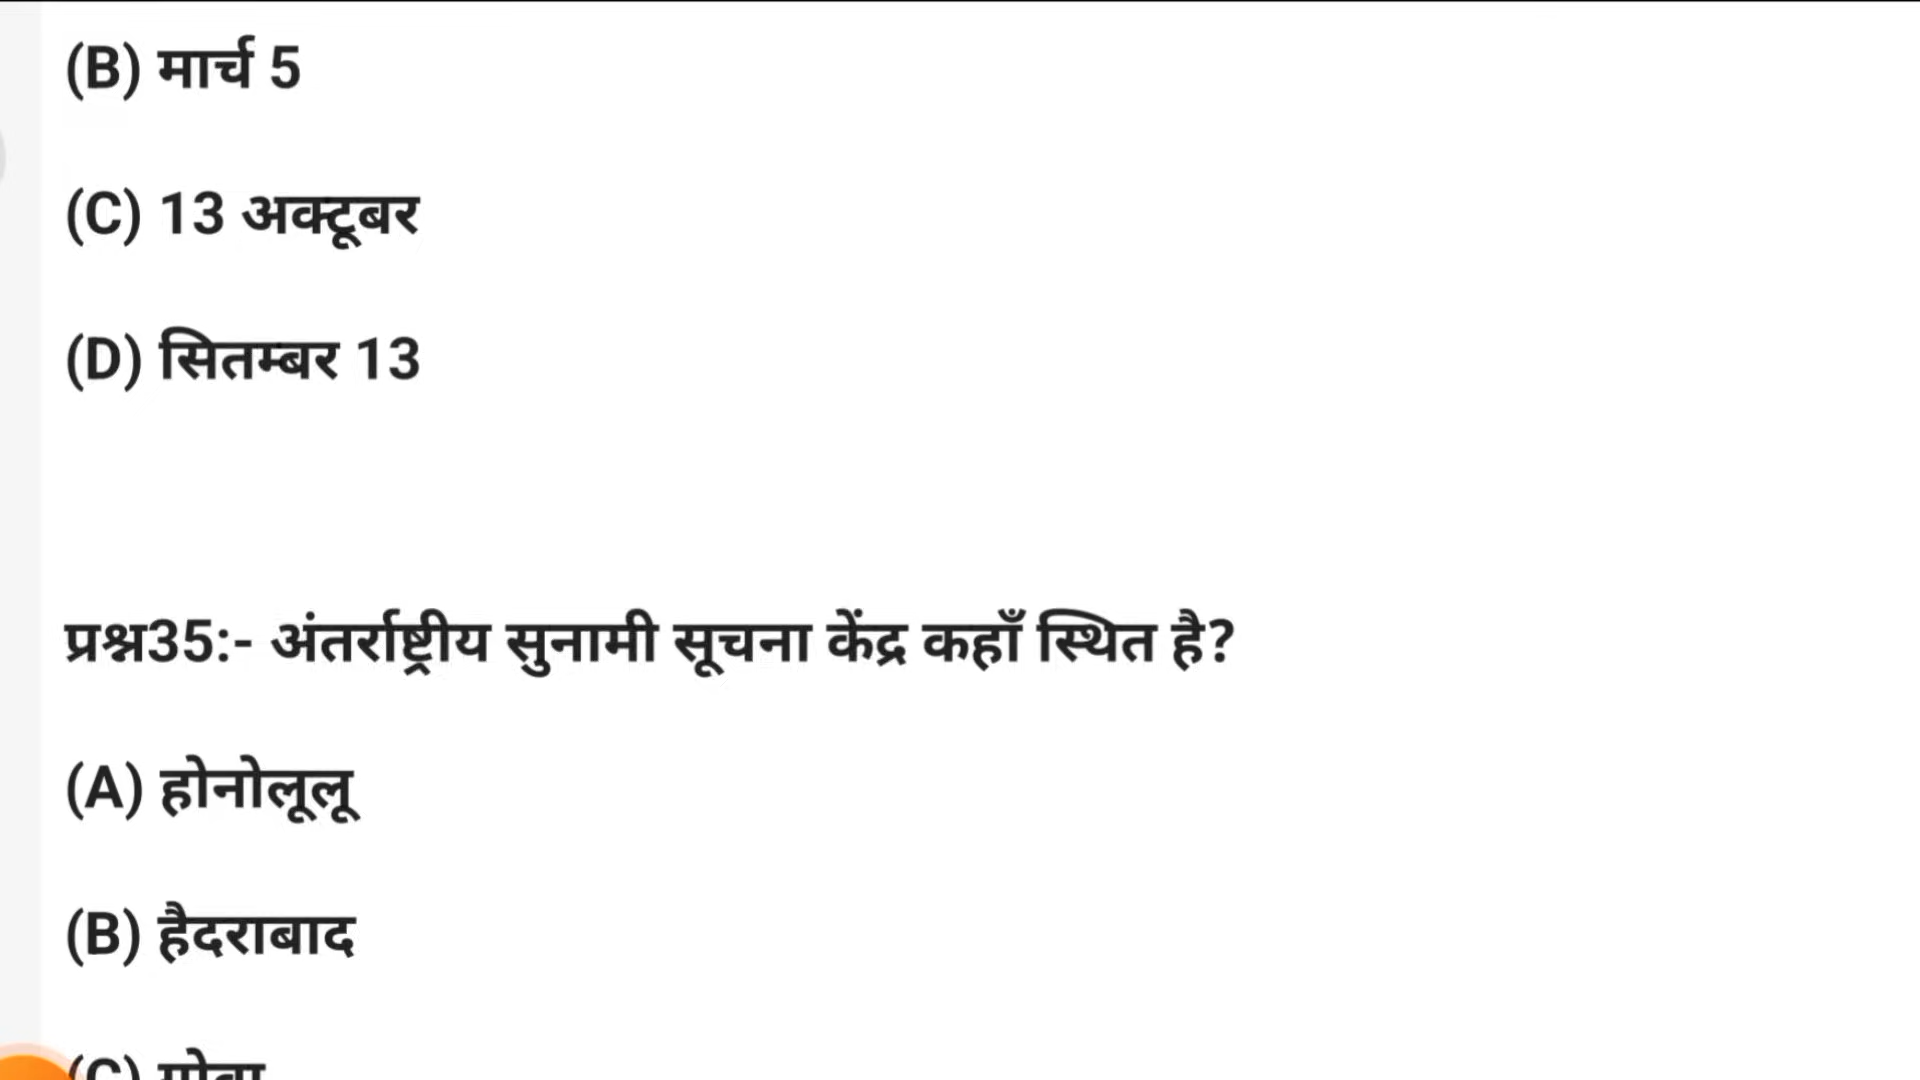 (B) मार्च 5
(C) 13 अक्टूबर
(D) सितम्बर 13
प्रश्न35:- अंतर्राष्ट्रीय सुनामी सूचना केंद्र कहाँ स्थित है?
(A) होनोलूलू
(B) हैदराबाद
(C)